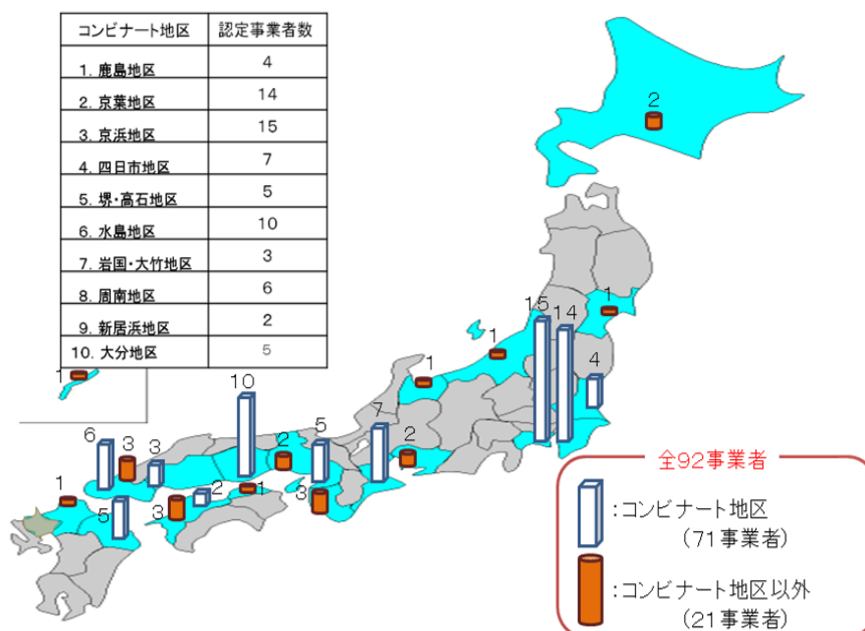 コンビナート地区 認定事業者数
1. 鹿島地区 4
2. 京葉地区 14
3. 京浜地区 15
4. 四日市地区 7
5. 堺・高石地区 5
6. 水島地区 10
7. 岩国・大竹地区 3
8. 周南地区 6
9. 新居浜地区 2
10. 大分地区 5
2
1
15
14
1
4
1
1
10
7
5
2
2
6
3
3
2
1
3
3
1
5
全92事業者
:コンビナート地区
(71事業者)
:コンビナート地区以外
(21事業者)